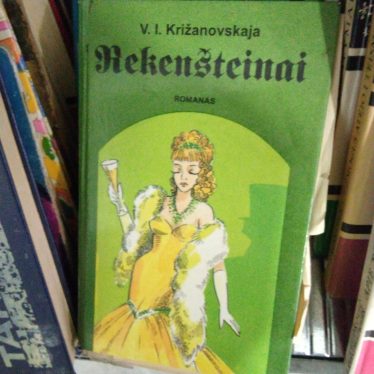 V. I. Križanovskaja
Rekenšteinai
ROMANAS